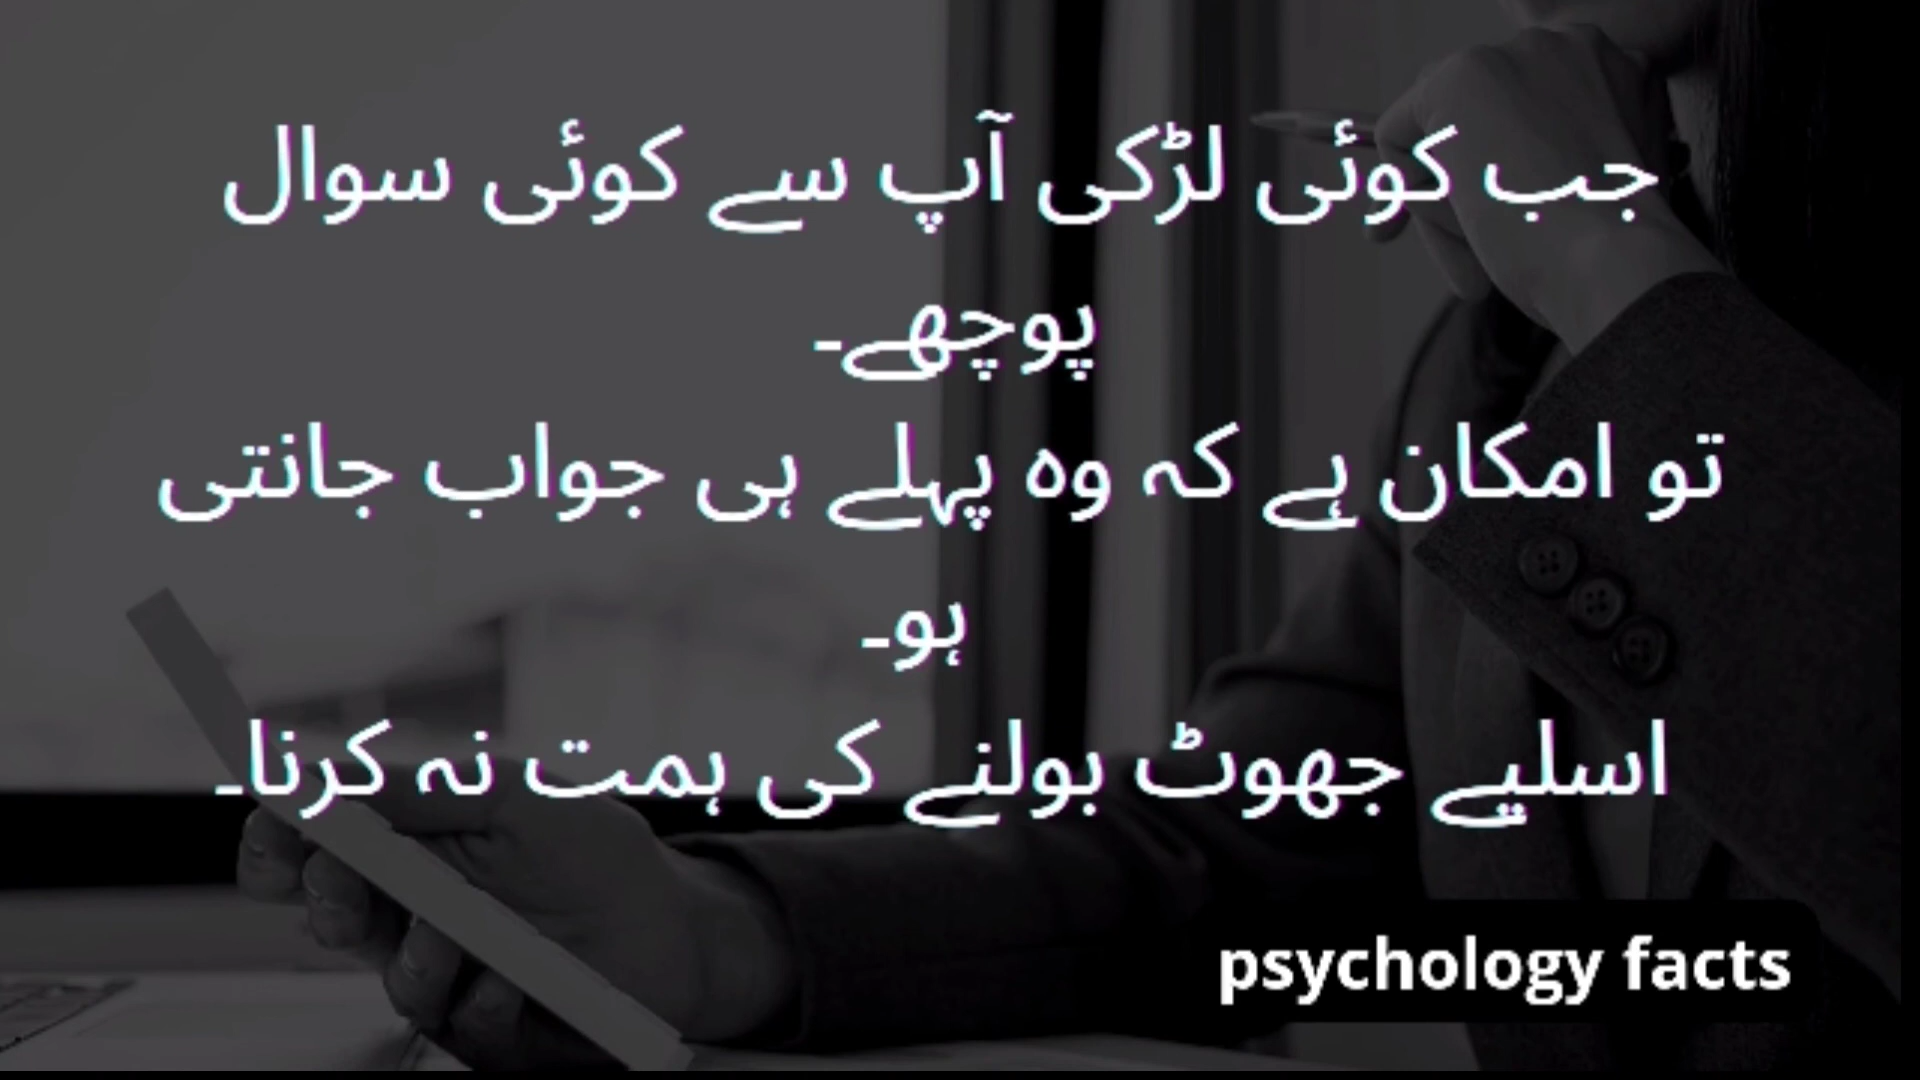 جب کوئی لڑکی آپ سے کوئی سوال
پوچھے۔
تو امکان ہے کہ وہ پہلے ہی جواب جانتی
ہو۔
اسلیے جھوٹ بولنے کی ہمت نہ کرنا۔
psychology facts